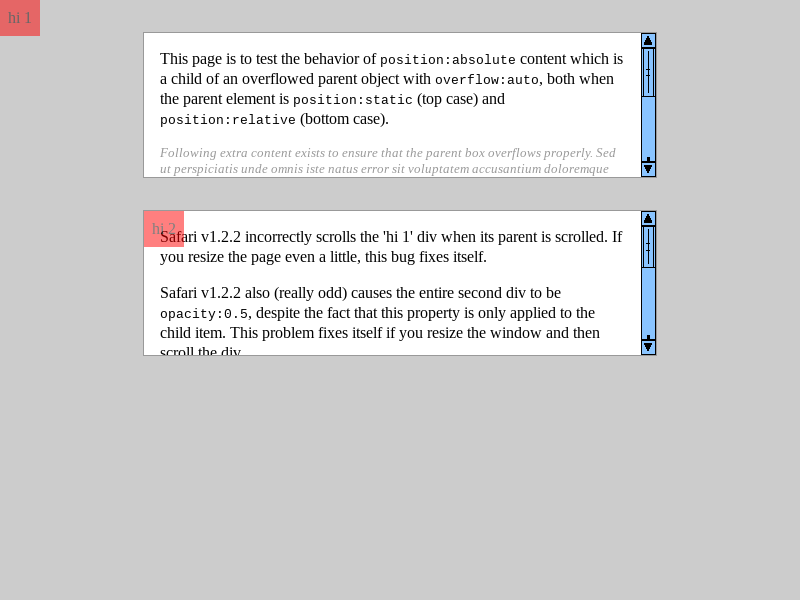 hi 1
This page is to test the behavior of position:absolute content which is
a child of an overflowed parent object with overflow:auto, both when
the parent element is position:static (top case) and
position:relative (bottom case).
Following extra content exists to ensure that the parent box overflows properly. Sed
ut perspiciatis unde omnis iste natus error sit voluptatem accusantium doloremque
hi 2
Safari v1.2.2 incorrectly scrolls the 'hi 1' div when its parent is scrolled. If
you resize the page even a little, this bug fixes itself.
Safari v1.2.2 also (really odd) causes the entire second div to be
opacity:0.5, despite the fact that this property is only applied to the
child item. This problem fixes itself if you resize the window and then
scroll the div.